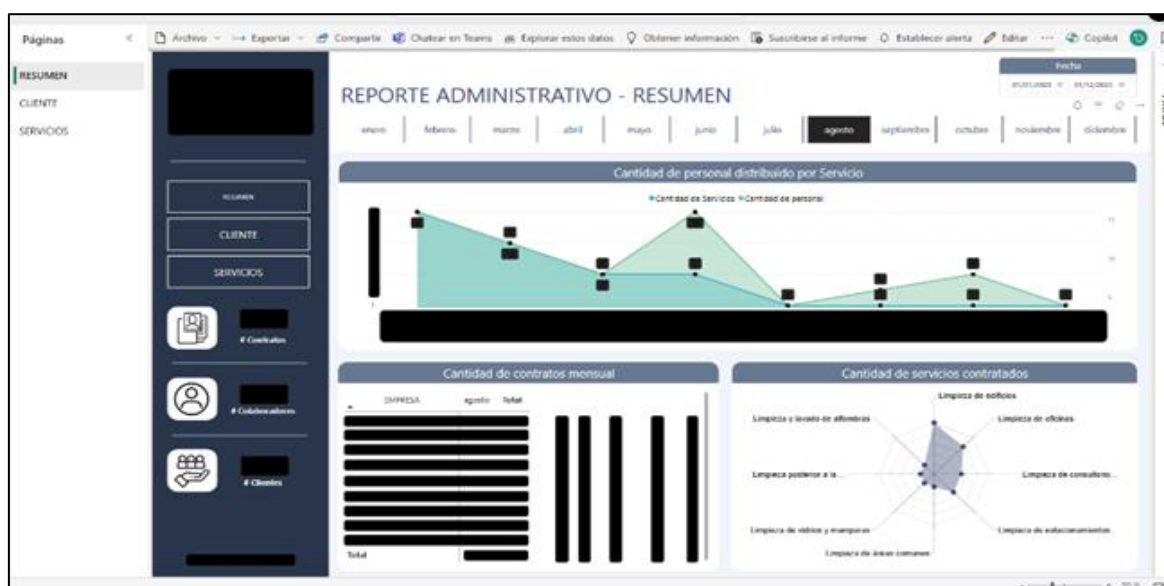 Páginas
Archivo
Exportar
Compartir
Chatear en Teams
Explorar estos datos
Obtener información
Suscribirse al informe
Establecer alerta
Editar
Copilot
RESUMEN
CLIENTE
SERVICIOS
Fecha
REPORTE ADMINISTRATIVO - RESUMEN
enero febrero marzo abril mayo junio julio agosto septiembre octubre noviembre diciembre
RESUMEN
CLIENTE
SERVICIOS
# Contratos
# Colaboradores
# Clientes
Cantidad de personal distribuido por Servicio
Cantidad de Servicios Cantidad de personal
Cantidad de contratos mensual
EMPRESA agosto Total
Total
Cantidad de servicios contratados
Limpieza de edificios
Limpieza y lavado de alfombras
Limpieza de oficinas
Limpieza posterior a la...
Limpieza de consultorio...
Limpieza de vidrios y mamparas
Limpieza de estacionamientos...
Limpieza de áreas comunes